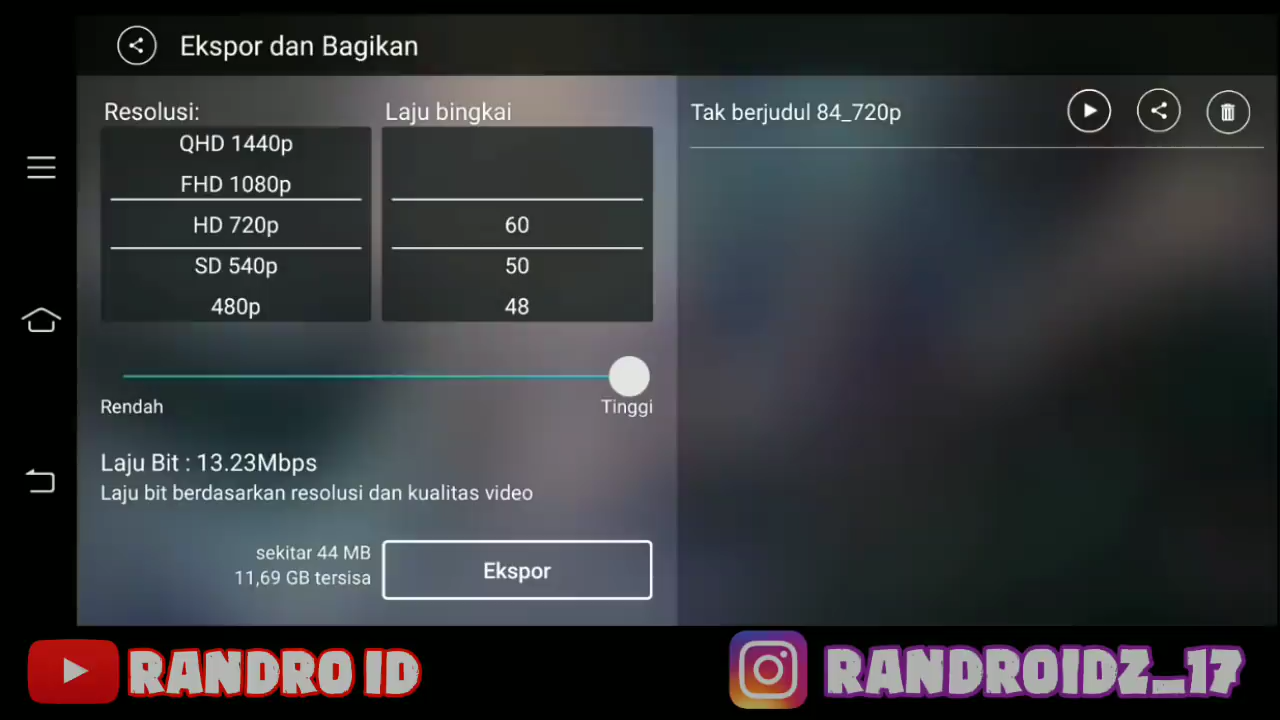 Ekspor dan Bagikan
Resolusi:
QHD 1440p
FHD 1080p
HD 720p
SD 540p
480p
Laju bingkai
60
50
48
Rendah
Tinggi
Laju Bit : 13.23Mbps
Laju bit berdasarkan resolusi dan kualitas video
sekitar 44 MB
11,69 GB tersisa
Ekspor
Tak berjudul 84_720p
RANDRO ID
RANDROIDZ_17